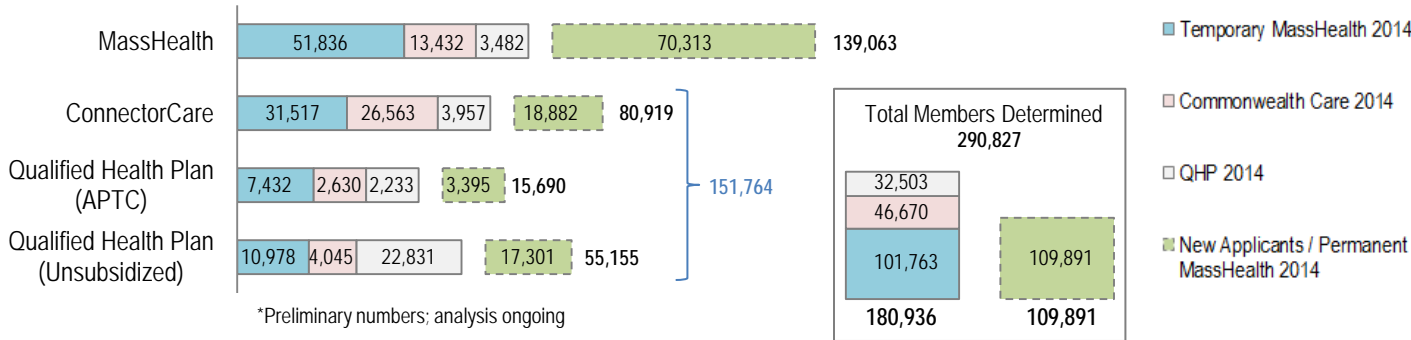 MassHealth
51,836 13,432 3,482 70,313 139,063
ConnectorCare
31,517 26,563 3,957 18,882 80,919
Qualified Health Plan
(APTC)
7,432 2,630 2,233 3,395 15,690
Qualified Health Plan
(Unsubsidized)
10,978 4,045 22,831 17,301 55,155
151,764
*Preliminary numbers; analysis ongoing
Total Members Determined
290,827
32,503
46,670
101,763
109,891
180,936 109,891
Temporary MassHealth 2014
Commonwealth Care 2014
QHP 2014
New Applicants / Permanent
MassHealth 2014